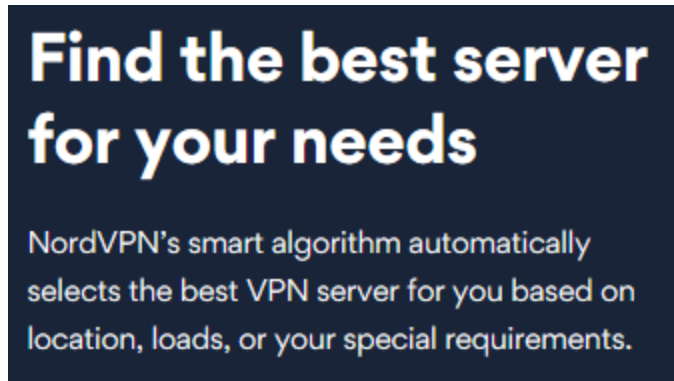 Find the best server
for your needs
NordVPN’s smart algorithm automatically
selects the best VPN server for you based on
location, loads, or your special requirements.